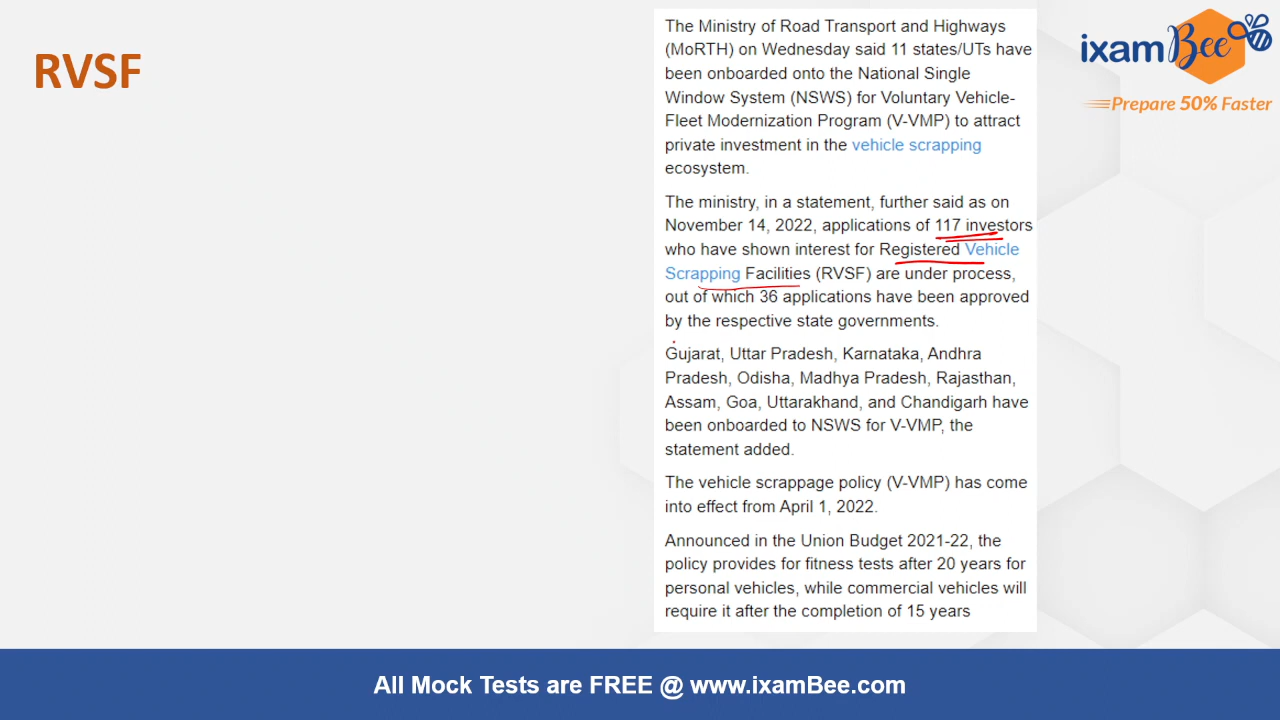 RVSF
The Ministry of Road Transport and Highways
(MoRTH) on Wednesday said 11 states/UTs have
been onboarded onto the National Single
Window System (NSWS) for Voluntary Vehicle-
Fleet Modernization Program (V-VMP) to attract
private investment in the vehicle scrapping
ecosystem.
The ministry, in a statement, further said as on
November 14, 2022, applications of 117 investors
who have shown interest for Registered Vehicle
Scrapping Facilities (RVSF) are under process,
out of which 36 applications have been approved
by the respective state governments.
Gujarat, Uttar Pradesh, Karnataka, Andhra
Pradesh, Odisha, Madhya Pradesh, Rajasthan,
Assam, Goa, Uttarakhand, and Chandigarh have
been onboarded to NSWS for V-VMP, the
statement added.
The vehicle scrappage policy (V-VMP) has come
into effect from April 1, 2022.
Announced in the Union Budget 2021-22, the
policy provides for fitness tests after 20 years for
personal vehicles, while commercial vehicles will
require it after the completion of 15 years
ixamBee
Prepare 50% Faster
All Mock Tests are FREE @ www.ixamBee.com